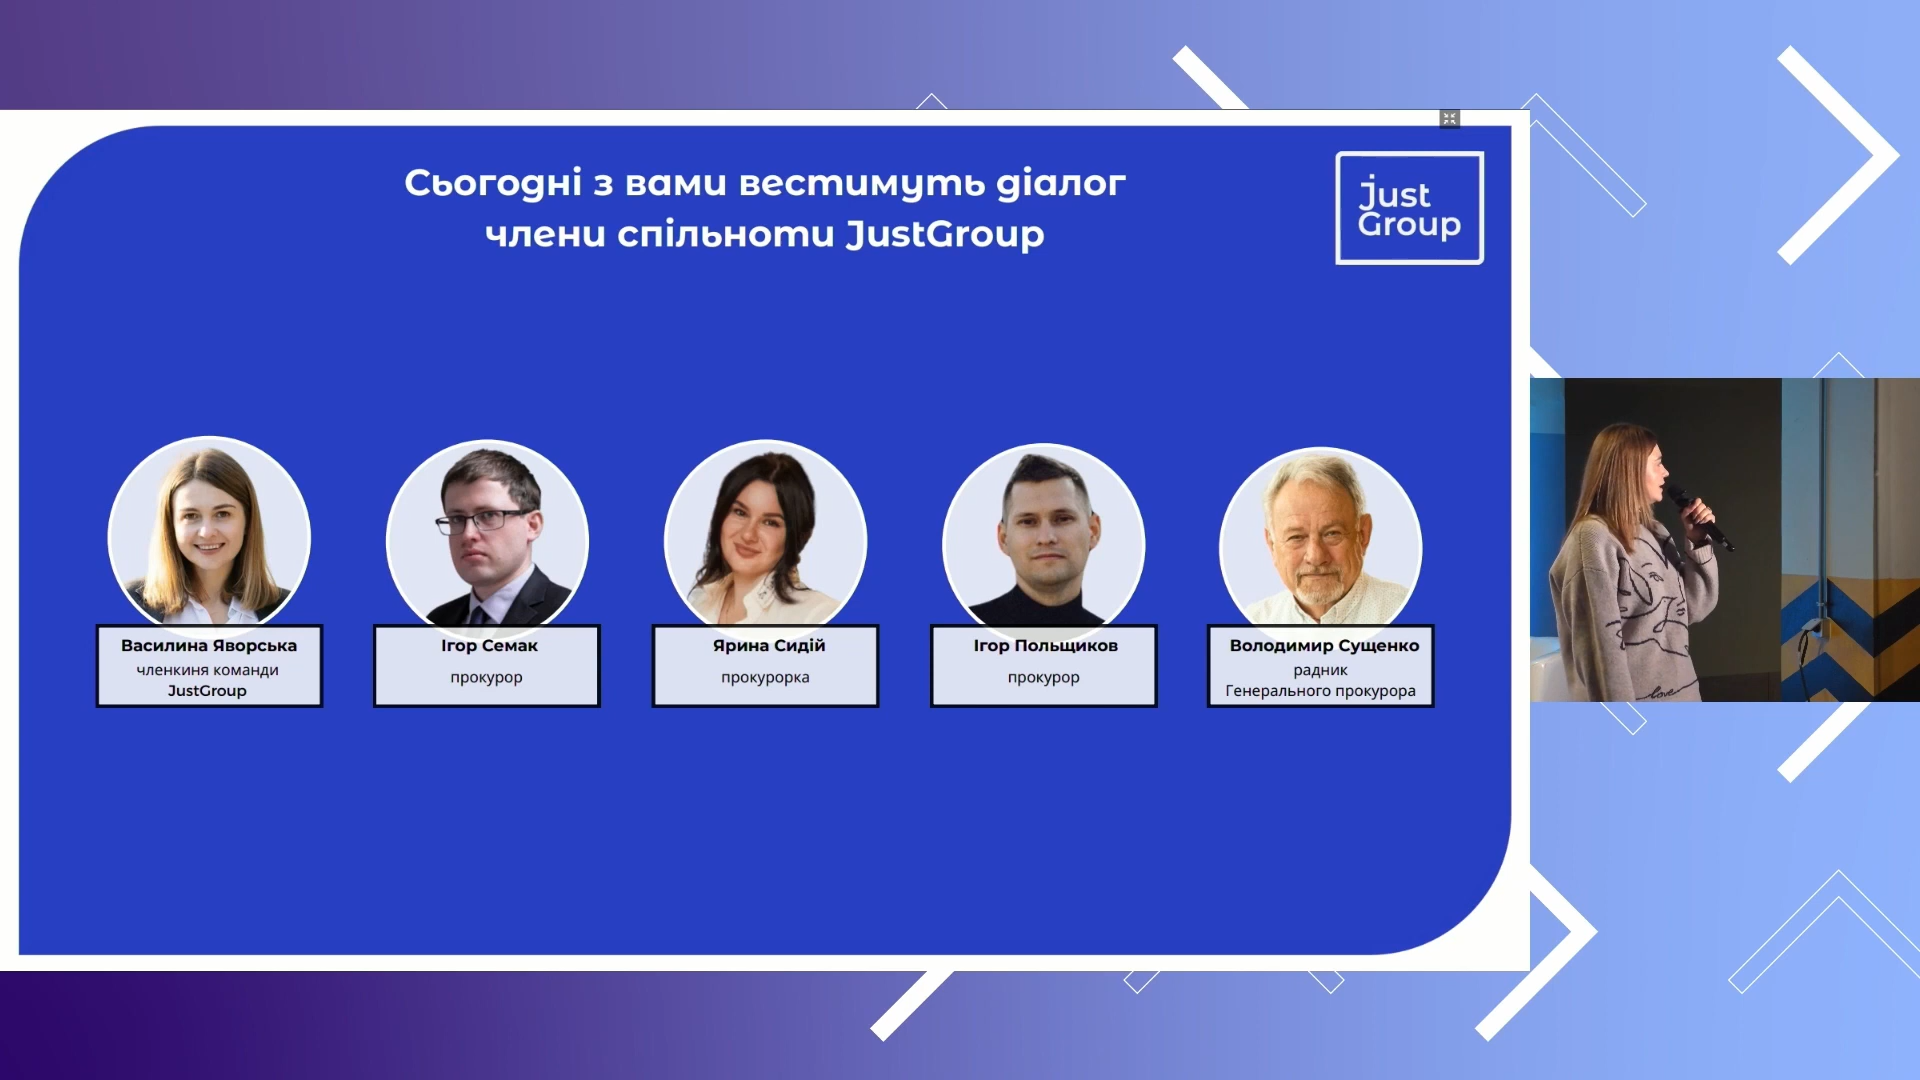 Сьогодні з вами вестимуть діалог
члени спільноти JustGroup
just
Group
Василина Яворська
членкиня команди
JustGroup
Ігор Семак
прокурор
Ярина Сидій
прокурорка
Ігор Польщиков
прокурор
Володимир Сущенко
радник
Генерального прокурора
love